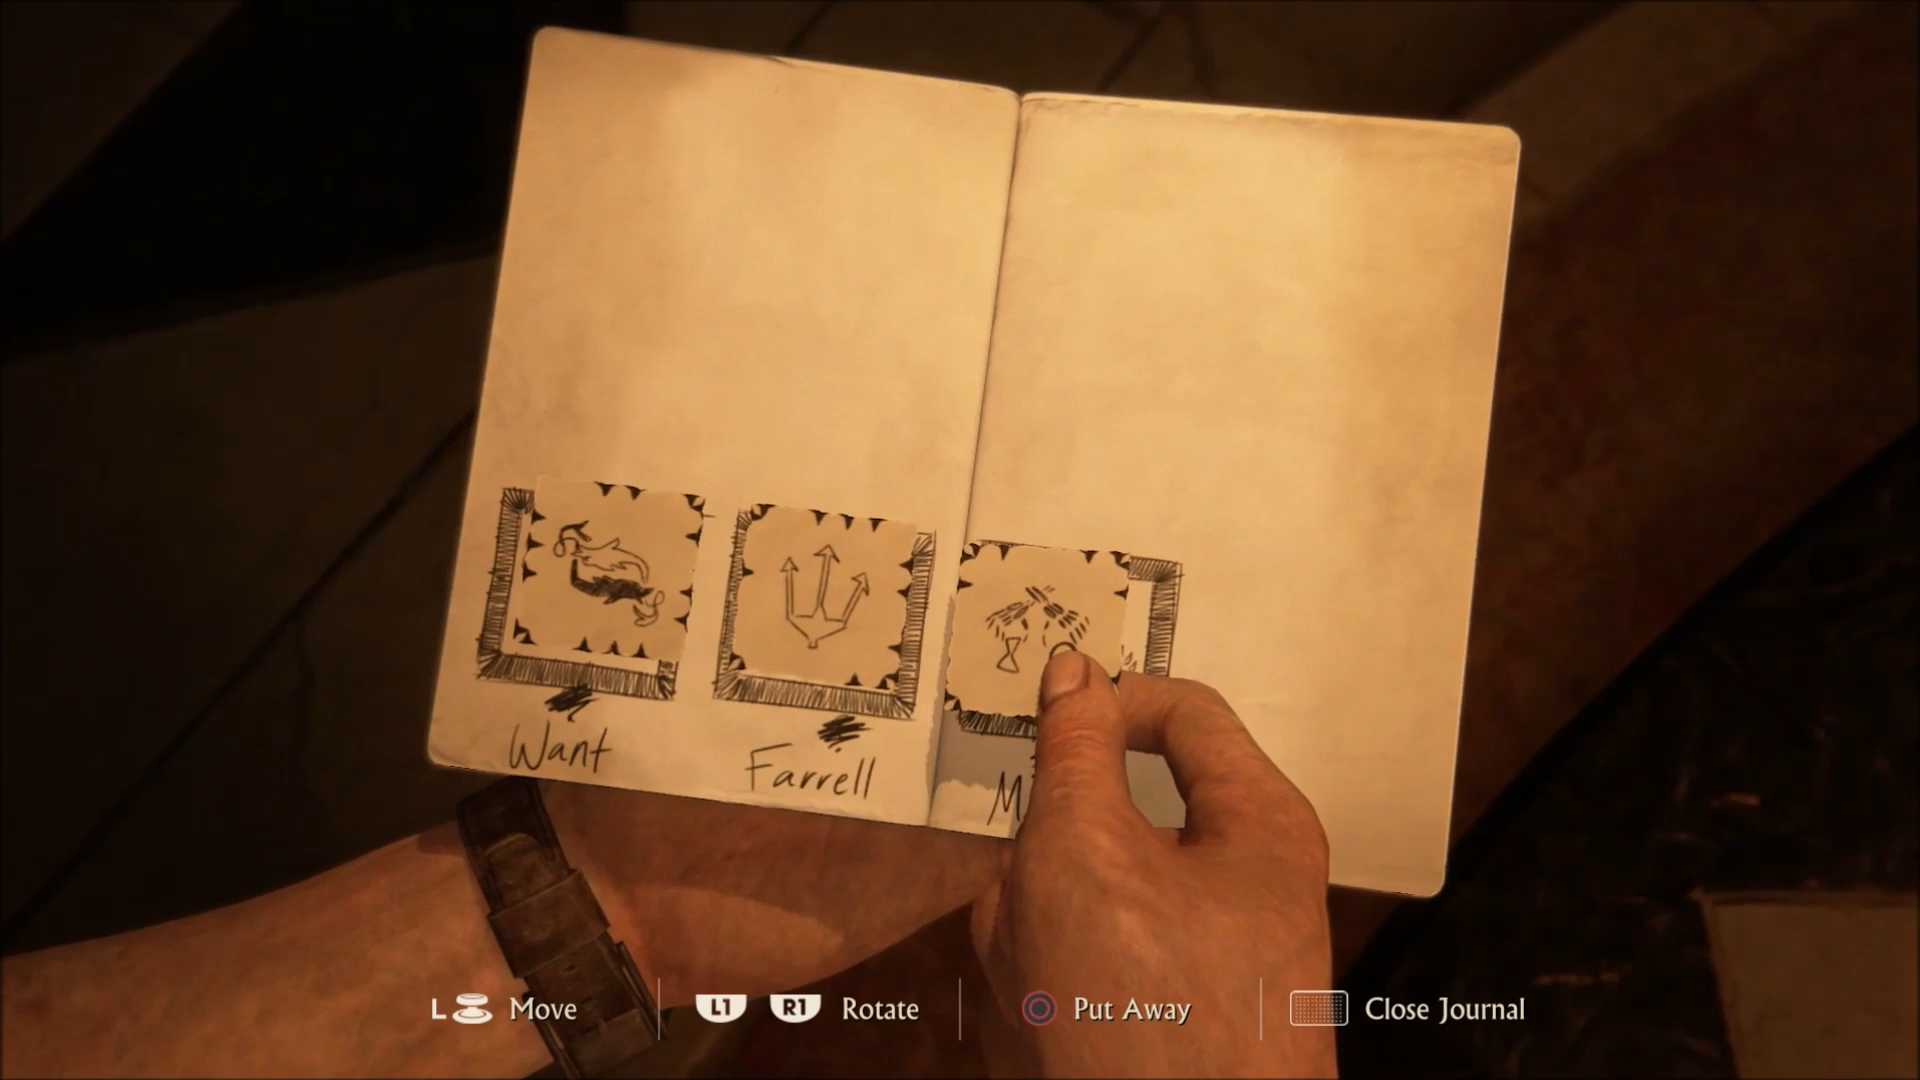 Want
Farrell
M
L Move
L1 R1 Rotate
Put Away
Close Journal